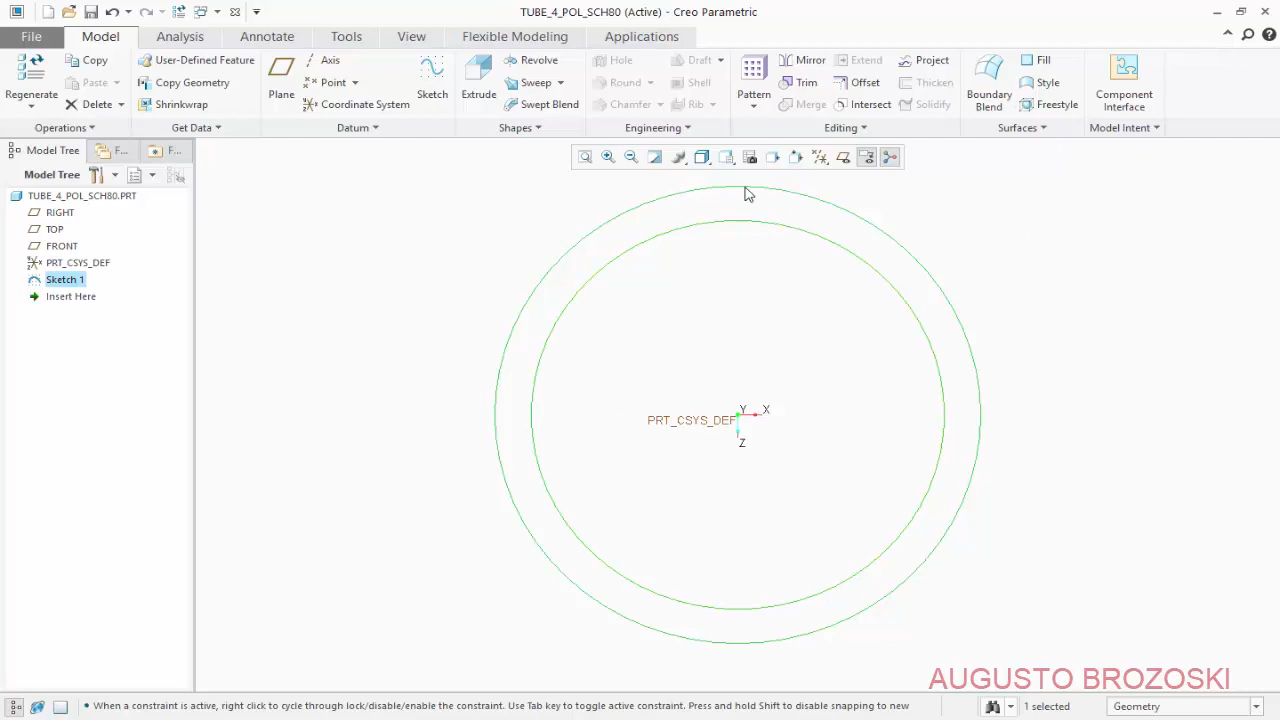 TUBE_4_POL_SCH80 (Active) - Creo Parametric
File Model Analysis Annotate Tools View Flexible Modeling Applications
Regenerate
Copy
Paste
Delete
Operations
User-Defined Feature
Copy Geometry
Shrinkwrap
Get Data
Plane
Axis
Point
Coordinate System
Sketch
Datum
Extrude
Revolve
Sweep
Swept Blend
Shapes
Hole
Round
Chamfer
Draft
Shell
Rib
Engineering
Pattern
Mirror
Trim
Merge
Extend
Offset
Intersect
Project
Thicken
Solidify
Editing
Boundary
Blend
Fill
Style
Freestyle
Surfaces
Component
Interface
Model Intent
Model Tree F... F...
Model Tree
TUBE_4_POL_SCH80.PRT
RIGHT
TOP
FRONT
PRT_CSYS_DEF
Sketch 1
Insert Here
Y X
PRT_CSYS_DEF
Z
AUGUSTO BROZOSKI
• When a constraint is active, right click to cycle through lock/disable/enable the constraint. Use Tab key to toggle active constraint. Press and hold Shift to disable snapping to new
1 selected
Geometry